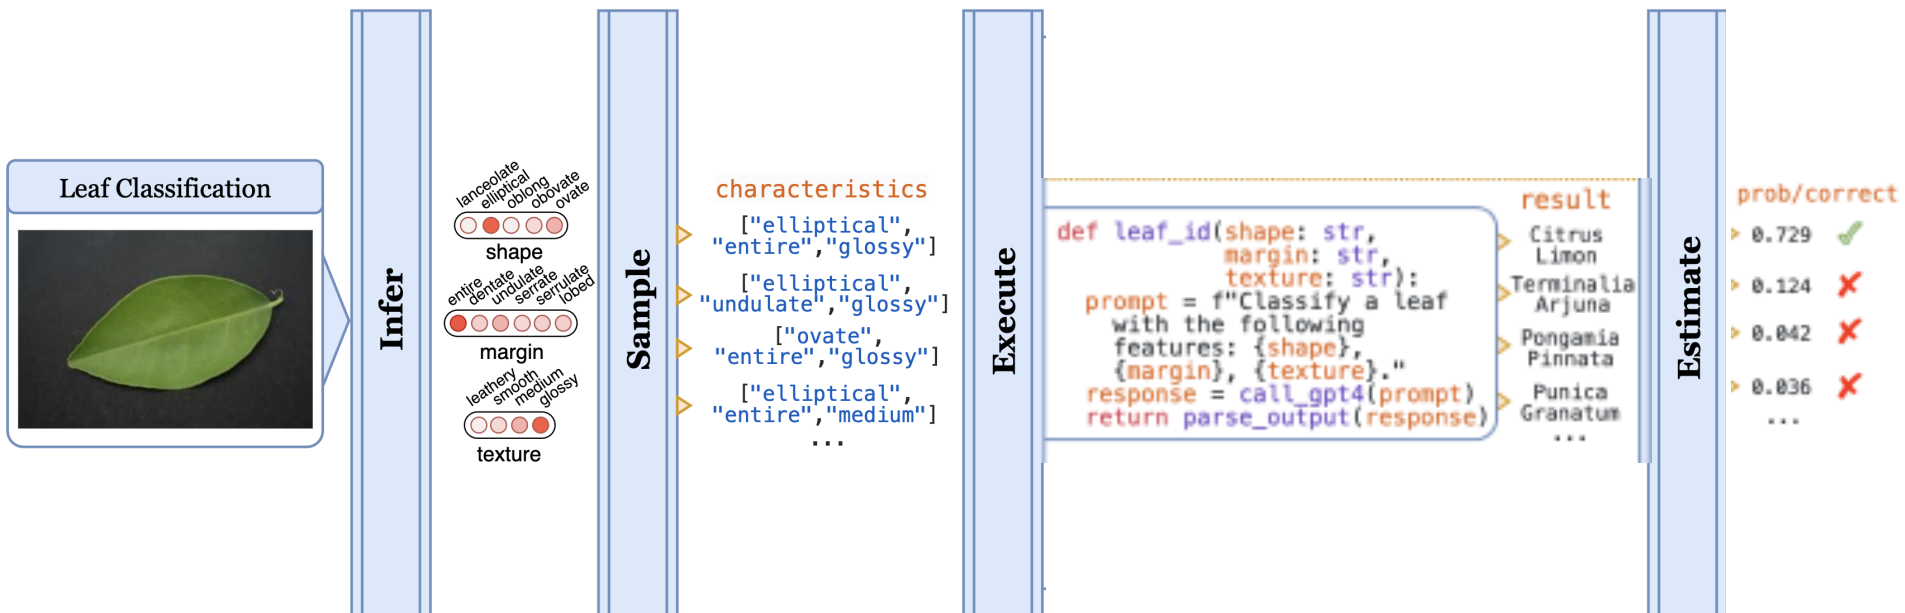 Leaf Classification
Infer
lanceolate
elliptical
oblong
obovate
ovate
shape
entire
dentate
undulate
serrate
serrulate
lobed
margin
leathery
smooth
medium
glossy
texture
Sample
characteristics
["elliptical",
"entire","glossy"]
["elliptical",
"undulate","glossy"]
["ovate",
"entire","glossy"]
["elliptical",
"entire","medium"]
...
Execute
def leaf_id(shape: str,
margin: str,
texture: str):
prompt = f"Classify a leaf
with the following
features: {shape},
{margin}, {texture}."
response = call_gpt4(prompt)
return parse_output(response)
result
Citrus
Limon
Terminalia
Arjuna
Pongamia
Pinnata
Punica
Granatum
...
Estimate
prob/correct
0.729
0.124
0.042
0.036
...